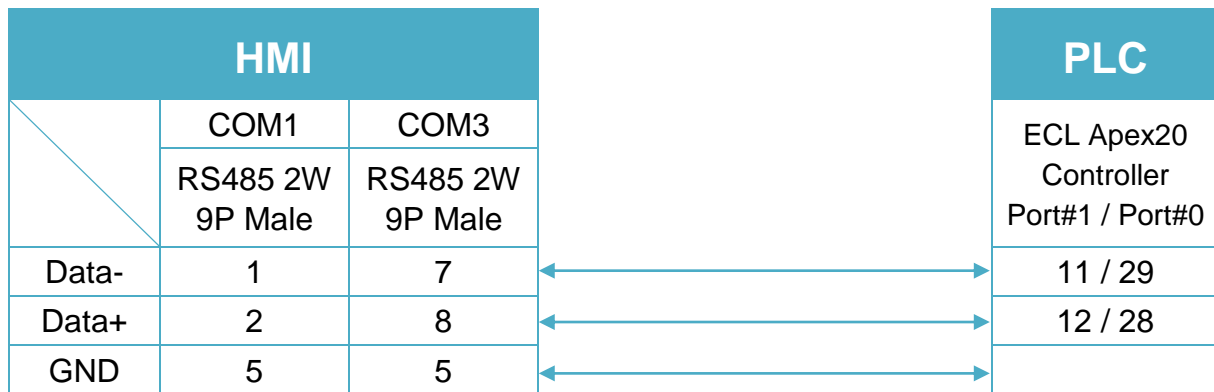 HMI PLC
COM1 COM3
ECL Apex20
Controller
Port#1 / Port#0
RS485 2W RS485 2W
9P Male 9P Male
Data- 1 7 11 / 29
Data+ 2 8 12 / 28
GND 5 5